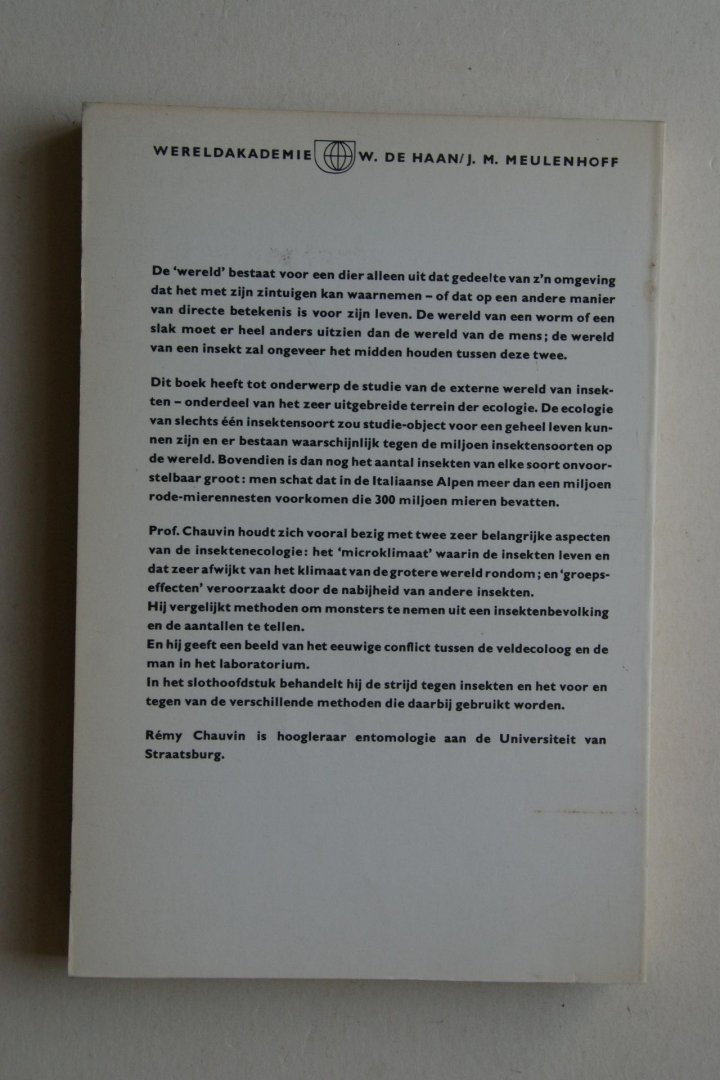 WERELDAKADEMIE W. DE HAAN/J. M. MEULENHOFF
De ‘wereld’ bestaat voor een dier alleen uit dat gedeelte van z’n omgeving
dat het met zijn zintuigen kan waarnemen – of dat op een andere manier
van directe betekenis is voor zijn leven. De wereld van een worm of een
slak moet er heel anders uitzien dan de wereld van de mens; de wereld
van een insekt zal ongeveer het midden houden tussen deze twee.
Dit boek heeft tot onderwerp de studie van de externe wereld van insek-
ten – onderdeel van het zeer uitgebreide terrein der ecologie. De ecologie
van slechts één insektensoort zou studie-object voor een geheel leven kun-
nen zijn en er bestaan waarschijnlijk tegen de miljoen insektensoorten op
de wereld. Bovendien is dan nog het aantal insekten van elke soort onvoor-
stelbaar groot: men schat dat in de Italiaanse Alpen meer dan een miljoen
rode-mierennesten voorkomen die 300 miljoen mieren bevatten.
Prof. Chauvin houdt zich vooral bezig met twee zeer belangrijke aspecten
van de insektenecologie: het ‘microklimaat’ waarin de insekten leven en
dat zeer afwijkt van het klimaat van de grotere wereld rondom; en ‘groeps-
effecten’ veroorzaakt door de nabijheid van andere insekten.
Hij vergelijkt methoden om monsters te nemen uit een insektenbevolking
en de aantallen te tellen.
En hij geeft een beeld van het eeuwige conflict tussen de veldecoloog en de
man in het laboratorium.
In het slothoofdstuk behandelt hij de strijd tegen insekten en het voor en
tegen van de verschillende methoden die daarbij gebruikt worden.
Rémy Chauvin is hoogleraar entomologie aan de Universiteit van
Straatsburg.